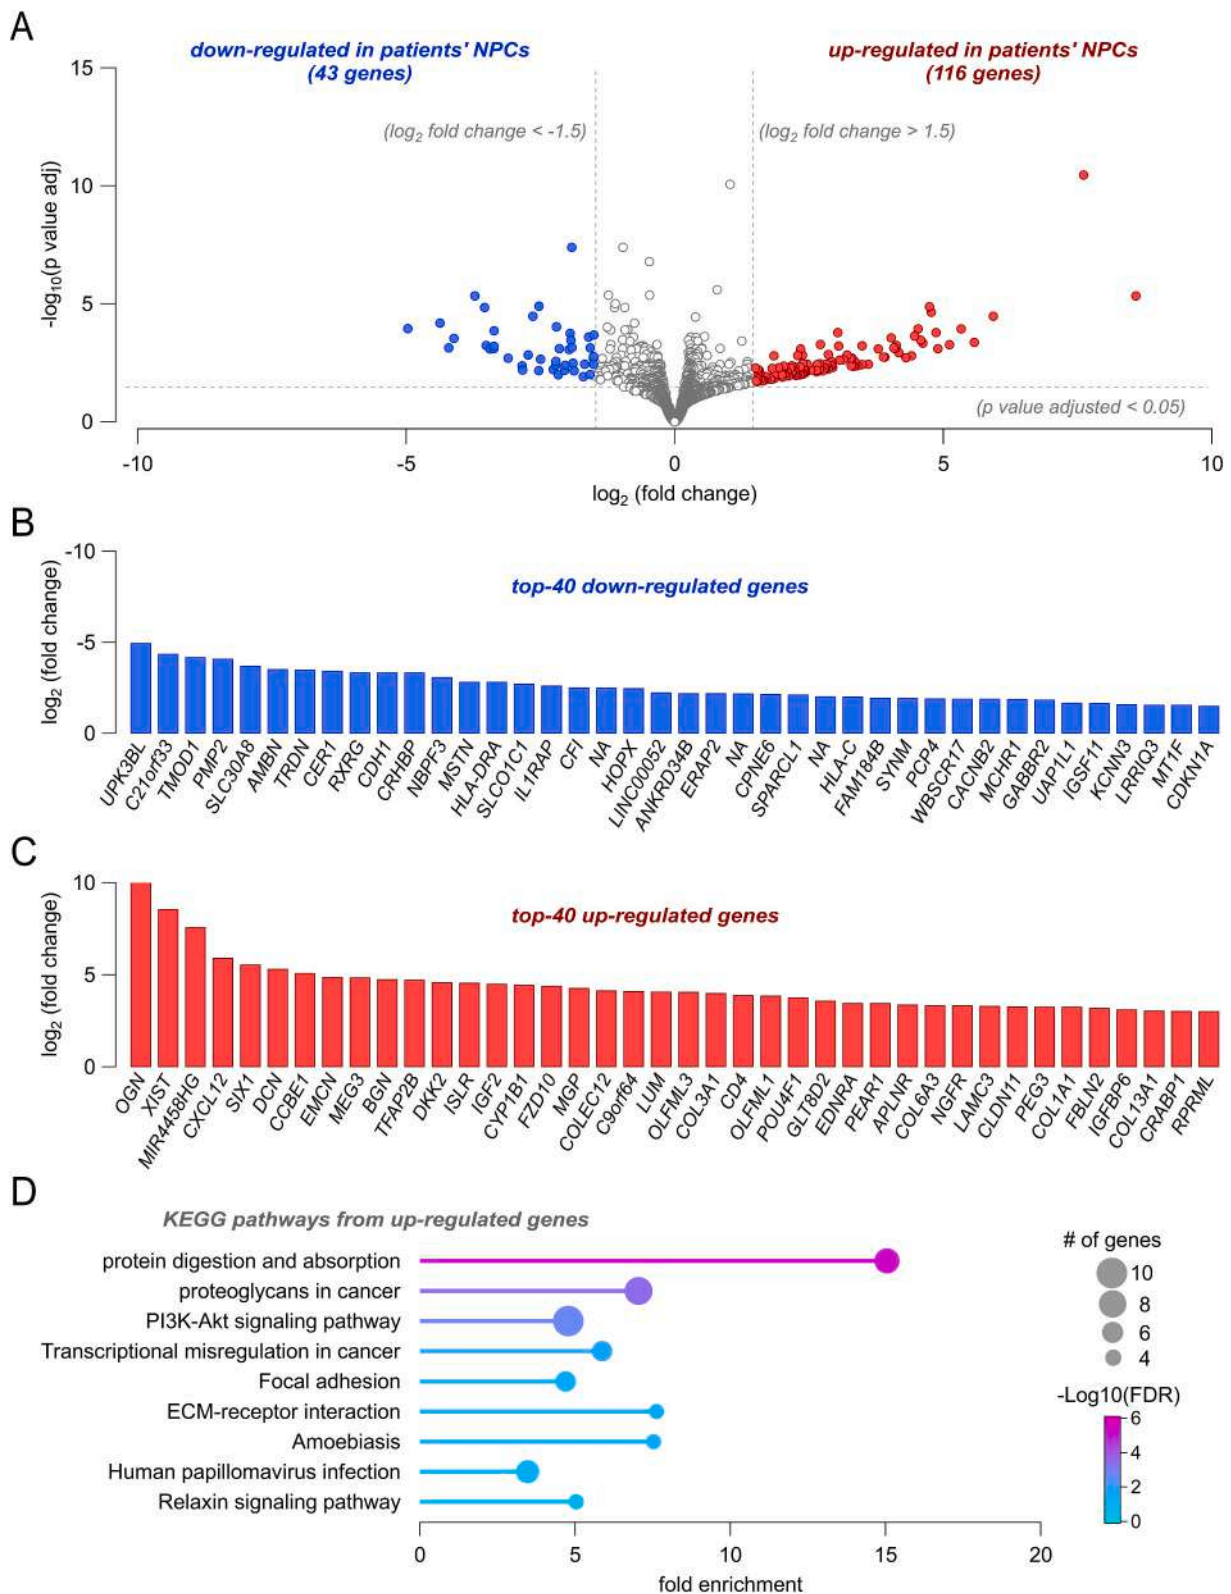 A
down-regulated in patients' NPCs
(43 genes)
up-regulated in patients' NPCs
(116 genes)
(log2 fold change < -1.5)
(log2 fold change > 1.5)
-log10(p value adj)
15
10
5
0
(p value adjusted < 0.05)
-10
-5
0
5
10
log2 (fold change)
B
log2 (fold change)
-10
-5
0
top-40 down-regulated genes
UPK3BL
C21orf33
TMOD1
PMP2
SLC30A8
AMBN
TRDN
CER1
RXRG
CDH1
CRHBP
NBPF3
MSTN
HLA-DRA
SLCO1C1
IL1RAP
CFI
NA
HOPX
LINC00052
ANKRD34B
ERAP2
NA
CPNE6
SPARCL1
NA
HLA-C
FAM184B
SYNM
PCP4
WBSCR17
CACNB2
MCHR1
GABBR2
UAP1L1
IGSF11
KCNN3
LRRIQ3
MT1F
CDKN1A
C
log2 (fold change)
10
5
0
top-40 up-regulated genes
OGN
XIST
MIR4458HG
CXCL12
SIX1
DCN
CCBE1
EMCN
MEG3
BGN
TFAP2B
DKK2
ISLR
IGF2
CYP1B1
FZD10
MGP
COLEC12
C9orf64
LUM
OLFML3
COL3A1
CD4
OLFML1
POU4F1
GLT8D2
EDNRA
PEAR1
APLNR
COL6A3
NGFR
LAMC3
CLDN11
PEG3
COL1A1
FBLN2
IGFBP6
COL13A1
CRABP1
RPRML
D
KEGG pathways from up-regulated genes
protein digestion and absorption
proteoglycans in cancer
PI3K-Akt signaling pathway
Transcriptional misregulation in cancer
Focal adhesion
ECM-receptor interaction
Amoebiasis
Human papillomavirus infection
Relaxin signaling pathway
0
5
10
15
20
fold enrichment
# of genes
10
8
6
4
-Log10(FDR)
6
4
2
0